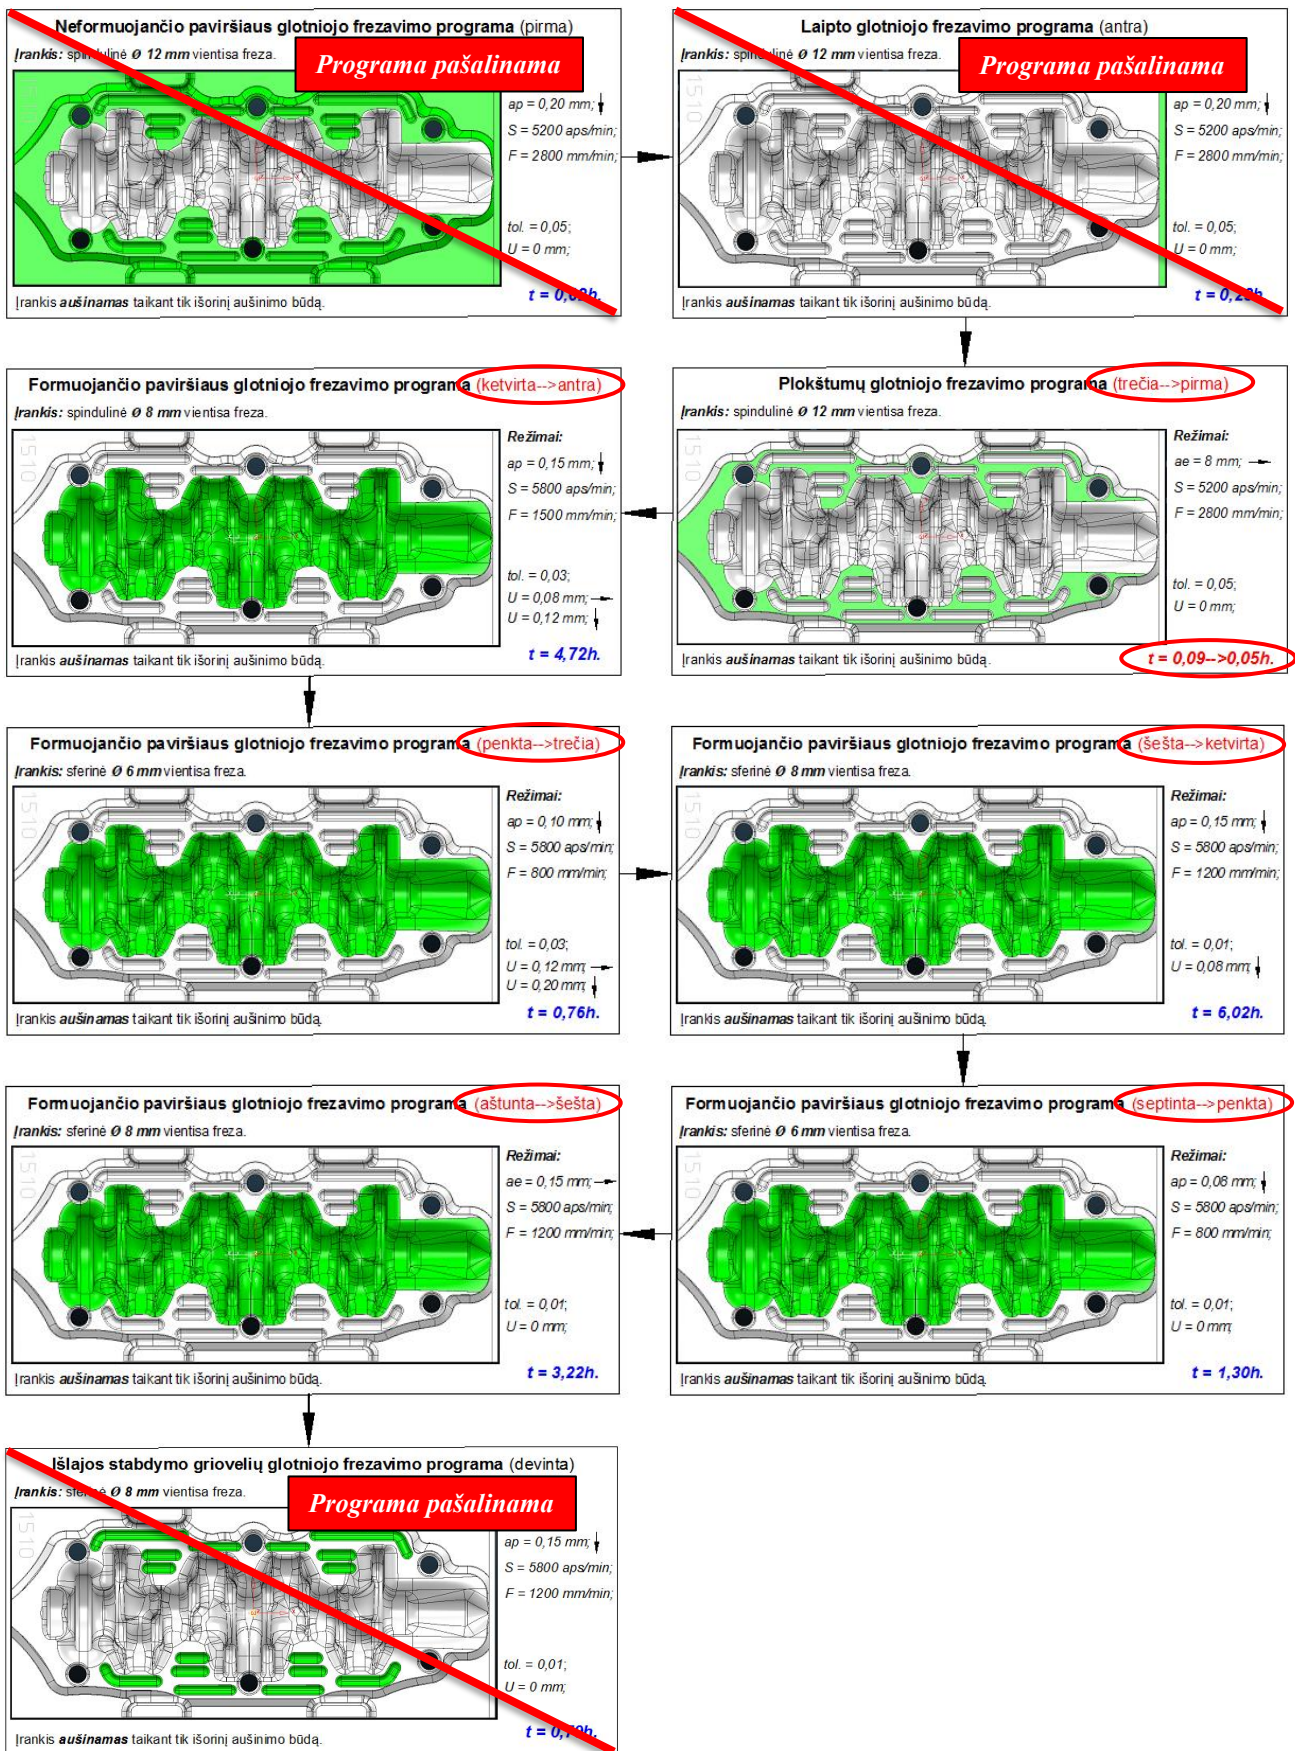 Neformuojančio paviršiaus glotniojo frezavimo programa (pirma)
Įrankis: spindulinė Ø 12 mm vientisa freza.
Programa pašalinama
1510
ap = 0,20 mm;
S = 5200 aps/min;
F = 2800 mm/min;
tol. = 0,05;
U = 0 mm;
Įrankis aušinamas taikant tik išorinį aušinimo būdą.
Laipto glotniojo frezavimo programa (antra)
Įrankis: spindulinė Ø 12 mm vientisa freza.
Programa pašalinama
1510
ap = 0,20 mm;
S = 5200 aps/min;
F = 2800 mm/min;
tol. = 0,05;
U = 0 mm;
Įrankis aušinamas taikant tik išorinį aušinimo būdą.
Plokštumų glotniojo frezavimo programa (trečia-->pirma)
Įrankis: spindulinė Ø 12 mm vientisa freza.
1510
Režimai:
ae = 8 mm;
S = 5200 aps/min;
F = 2800 mm/min;
tol. = 0,05;
U = 0 mm;
Įrankis aušinamas taikant tik išorinį aušinimo būdą.
t = 0,09-->0,05h.
Formuojančio paviršiaus glotniojo frezavimo programa (ketvirta-->antra)
Įrankis: spindulinė Ø 8 mm vientisa freza.
1510
Režimai:
ap = 0,15 mm;
S = 5800 aps/min;
F = 1500 mm/min;
tol. = 0,03;
U = 0,08 mm;
U = 0,12 mm;
t = 4,72h.
Įrankis aušinamas taikant tik išorinį aušinimo būdą.
Formuojančio paviršiaus glotniojo frezavimo programa (penkta-->trečia)
Įrankis: sferinė Ø 6 mm vientisa freza.
1510
Režimai:
ap = 0,10 mm;
S = 5800 aps/min;
F = 800 mm/min;
tol. = 0,03;
U = 0,12 mm;
U = 0,20 mm;
t = 0,76h.
Įrankis aušinamas taikant tik išorinį aušinimo būdą.
Formuojančio paviršiaus glotniojo frezavimo programa (šešta-->ketvirta)
Įrankis: sferinė Ø 8 mm vientisa freza.
1510
Režimai:
ap = 0,15 mm;
S = 5800 aps/min;
F = 1200 mm/min;
tol. = 0,01;
U = 0,08 mm;
t = 6,02h.
Įrankis aušinamas taikant tik išorinį aušinimo būdą.
Formuojančio paviršiaus glotniojo frezavimo programa (septinta-->penkta)
Įrankis: sferinė Ø 6 mm vientisa freza.
1510
Režimai:
ap = 0,08 mm;
S = 5800 aps/min;
F = 800 mm/min;
tol. = 0,01;
U = 0 mm;
t = 1,30h.
Įrankis aušinamas taikant tik išorinį aušinimo būdą.
Formuojančio paviršiaus glotniojo frezavimo programa (aštunta-->šešta)
Įrankis: sferinė Ø 8 mm vientisa freza.
1510
Režimai:
ae = 0,15 mm;
S = 5800 aps/min;
F = 1200 mm/min;
tol. = 0,01;
U = 0 mm;
t = 3,22h.
Įrankis aušinamas taikant tik išorinį aušinimo būdą.
Išlajos stabdymo griovelių glotniojo frezavimo programa (devinta)
Įrankis: sferinė Ø 8 mm vientisa freza.
Programa pašalinama
1510
ap = 0,15 mm;
S = 5800 aps/min;
F = 1200 mm/min;
tol. = 0,01;
U = 0 mm;
Įrankis aušinamas taikant tik išorinį aušinimo būdą.